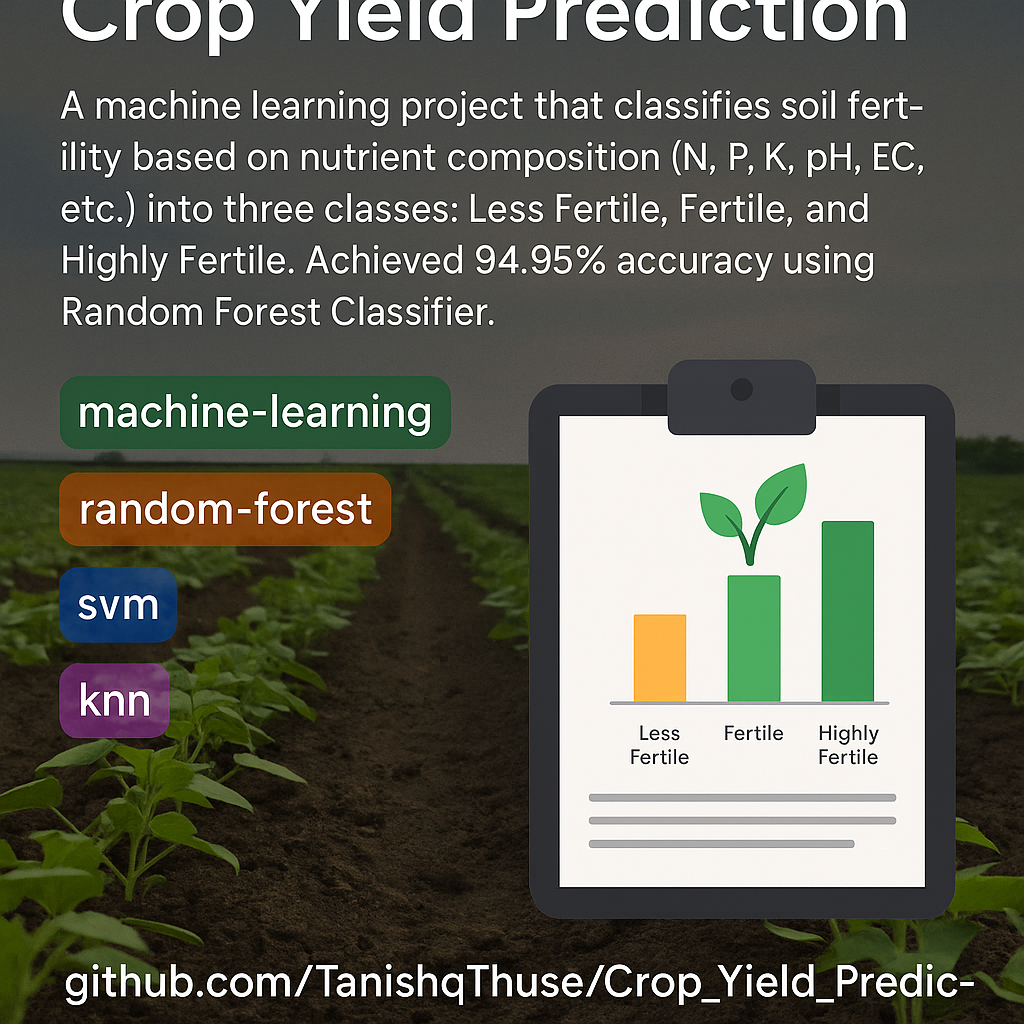 Crop Yield Prediction
A machine learning project that classifies soil fert-
ility based on nutrient composition (N, P, K, pH, EC,
etc.) into three classes: Less Fertile, Fertile, and
Highly Fertile. Achieved 94.95% accuracy using
Random Forest Classifier.
machine-learning
random-forest
svm
knn
Less
Fertile
Fertile
Highly
Fertile
github.com/TanishqThuse/Crop_Yield_Predic-